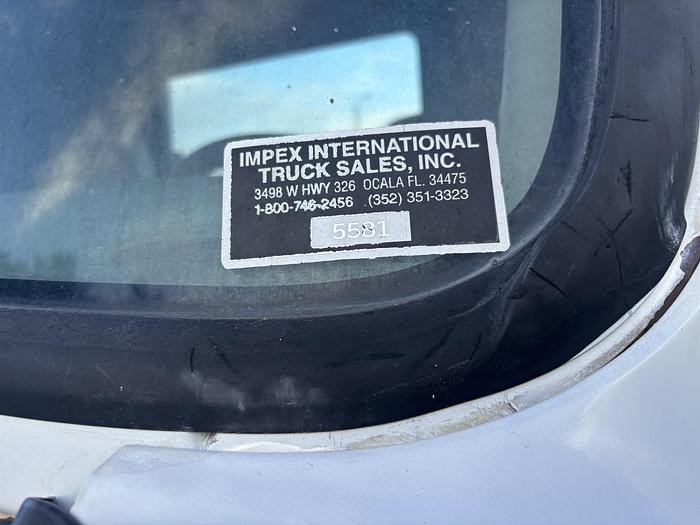 IMPEX INTERNATIONAL
TRUCK SALES, INC.
3498 W HWY 326 OCALA FL. 34475
1-800-746-2456 (352) 351-3323
5581